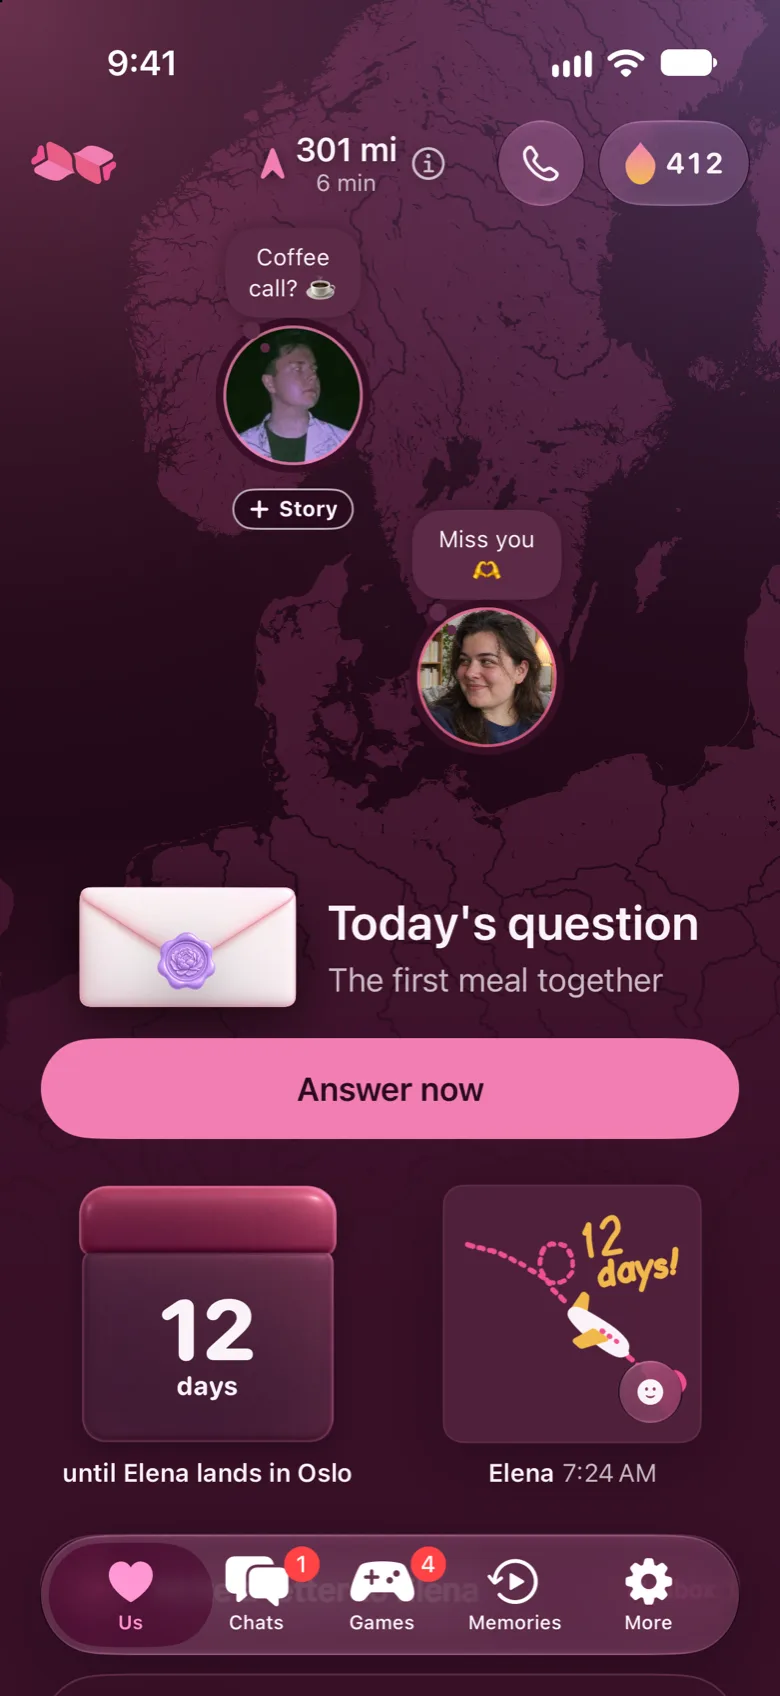 9:41
301 mi
6 min
412
Coffee
call? ☕
+ Story
Miss you
🫶
Today's question
The first meal together
Answer now
12
days
12
days!
until Elena lands in Oslo
Elena 7:24 AM
1
4
Us
Chats
Games
Memories
More